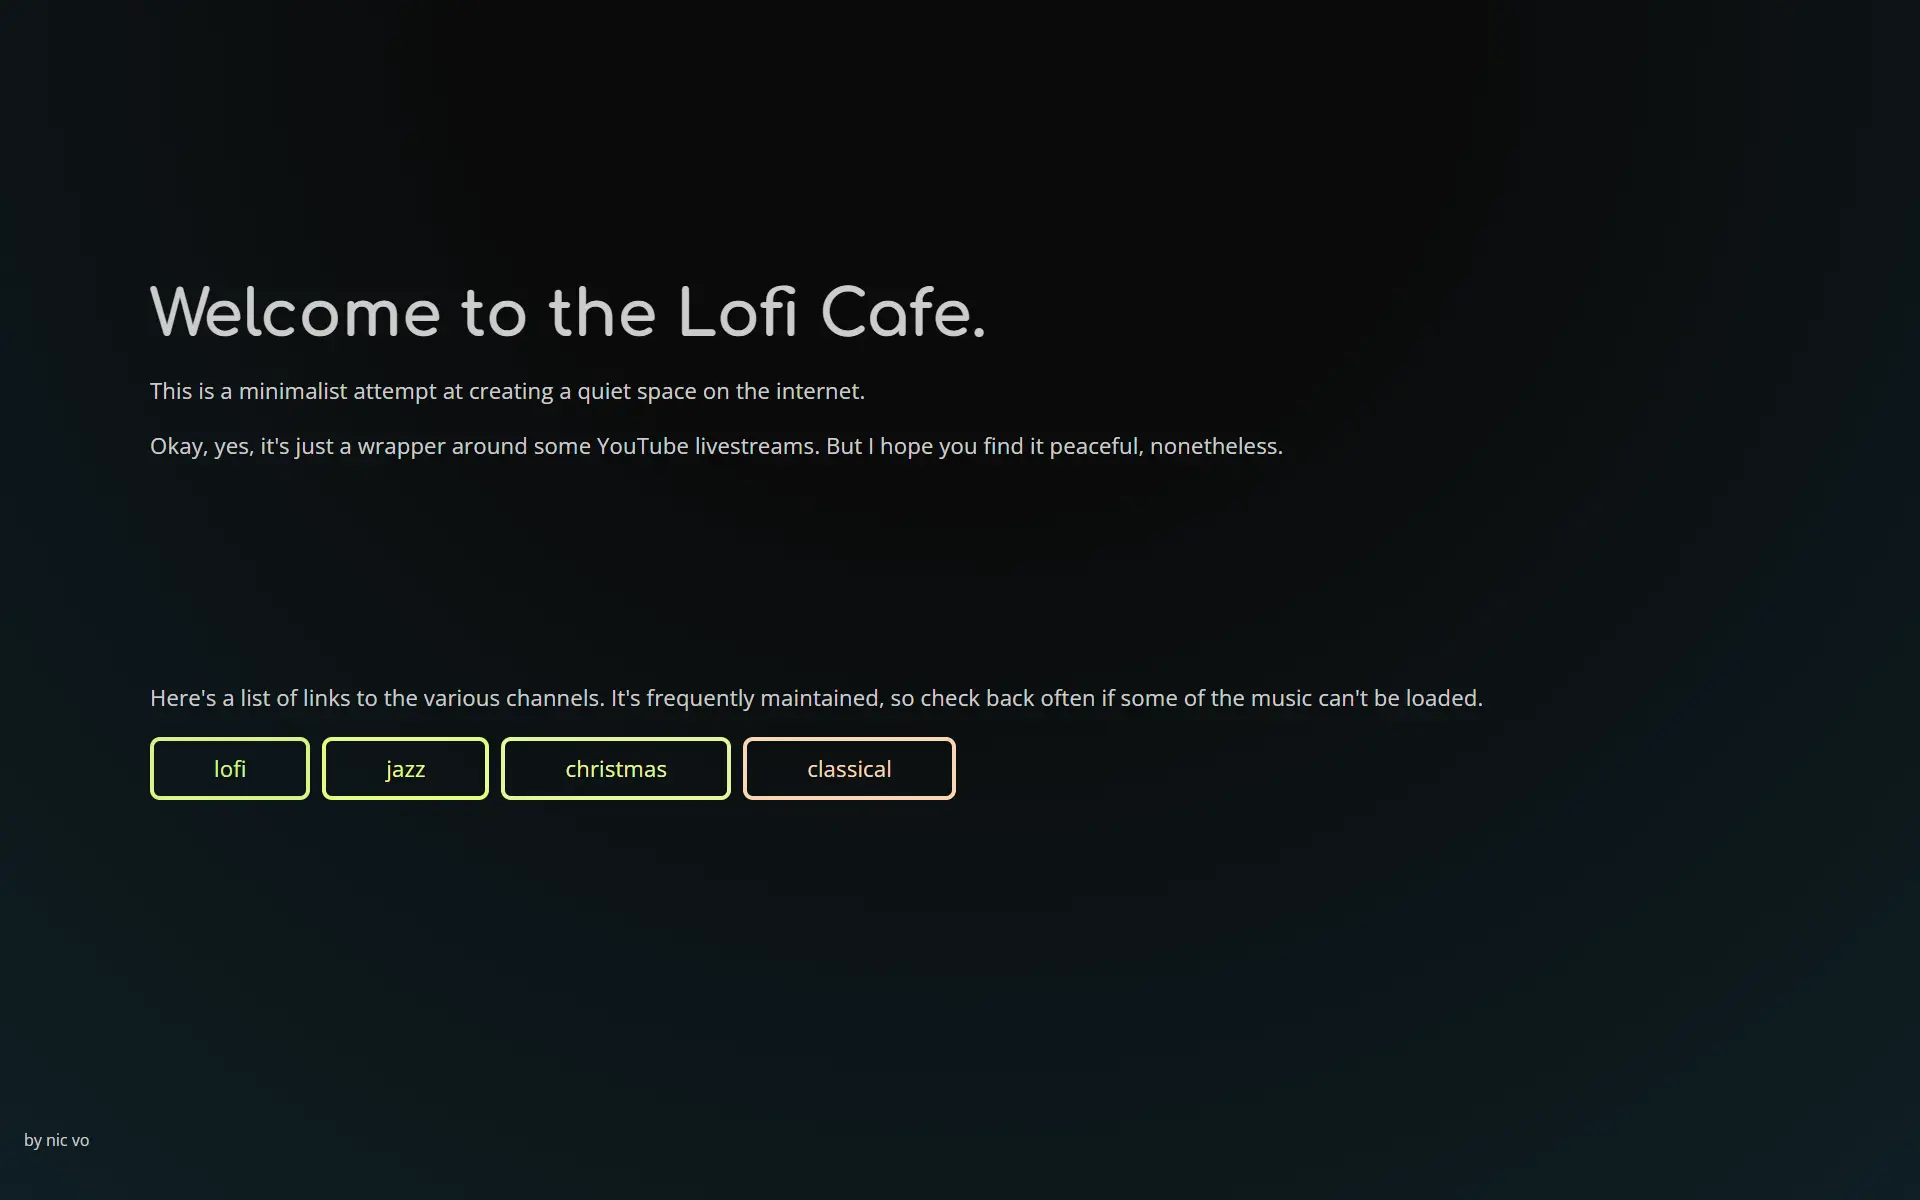 Welcome to the Lofi Cafe.
This is a minimalist attempt at creating a quiet space on the internet.
Okay, yes, it's just a wrapper around some YouTube livestreams. But I hope you find it peaceful, nonetheless.
Here's a list of links to the various channels. It's frequently maintained, so check back often if some of the music can't be loaded.
lofi jazz christmas classical
by nic vo